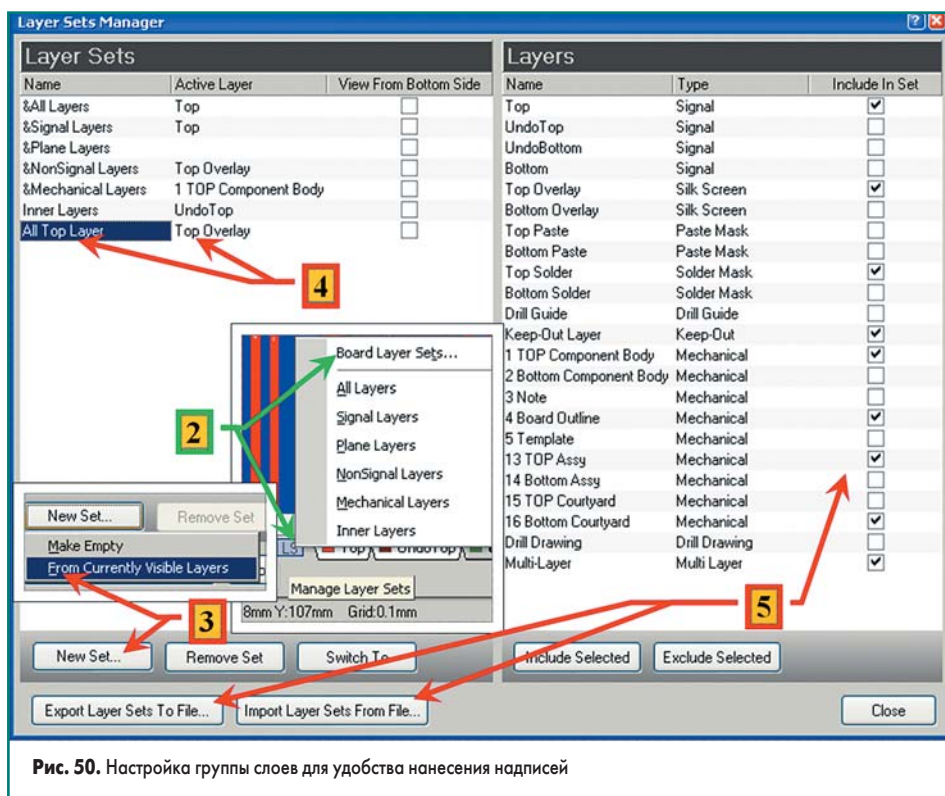 Layer Sets Manager
Layer Sets
Name Active Layer View From Bottom Side
&All Layers Top
&Signal Layers Top
&Plane Layers
&NonSignal Layers Top Overlay
&Mechanical Layers 1 TOP Component Body
Inner Layers UndoTop
All Top Layer Top Overlay
4
Layers
Name Type Include In Set
Top Signal
UndoTop Signal
UndoBottom Signal
Bottom Signal
Top Overlay Silk Screen
Bottom Overlay Silk Screen
Top Paste Paste Mask
Bottom Paste Paste Mask
Top Solder Solder Mask
Bottom Solder Solder Mask
Drill Guide Drill Guide
Keep-Out Layer Keep-Out
1 TOP Component Body Mechanical
2 Bottom Component Body Mechanical
3 Note Mechanical
4 Board Outline Mechanical
5 Template Mechanical
13 TOP Assy Mechanical
14 Bottom Assy Mechanical
15 TOP Courtyard Mechanical
16 Bottom Courtyard Mechanical
Drill Drawing Drill Drawing
Multi-Layer Multi Layer
Board Layer Sets...
All Layers
Signal Layers
Plane Layers
NonSignal Layers
Mechanical Layers
Inner Layers
2
LS Top UndoTop
Manage Layer Sets
8mm Y:107mm Grid:0.1mm
New Set... Remove Set
Make Empty
From Currently Visible Layers
3
5
New Set... Remove Set Switch To
Include Selected Exclude Selected
Export Layer Sets To File... Import Layer Sets From File... Close
Рис. 50. Настройка группы слоев для удобства нанесения надписей